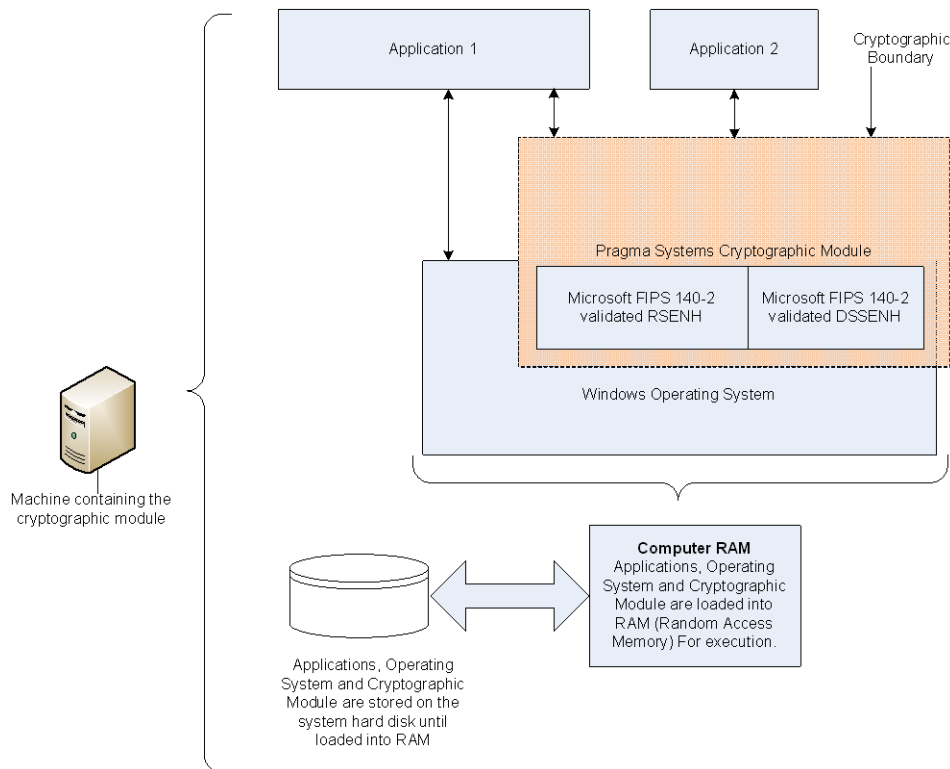 Application 1
Application 2
Cryptographic
Boundary
Pragma Systems Cryptographic Module
Microsoft FIPS 140-2
validated RSENH
Microsoft FIPS 140-2
validated DSSENH
Windows Operating System
Machine containing the
cryptographic module
Computer RAM
Applications, Operating
System and Cryptographic
Module are loaded into
RAM (Random Access
Memory) For execution.
Applications, Operating
System and Cryptographic
Module are stored on the
system hard disk until
loaded into RAM